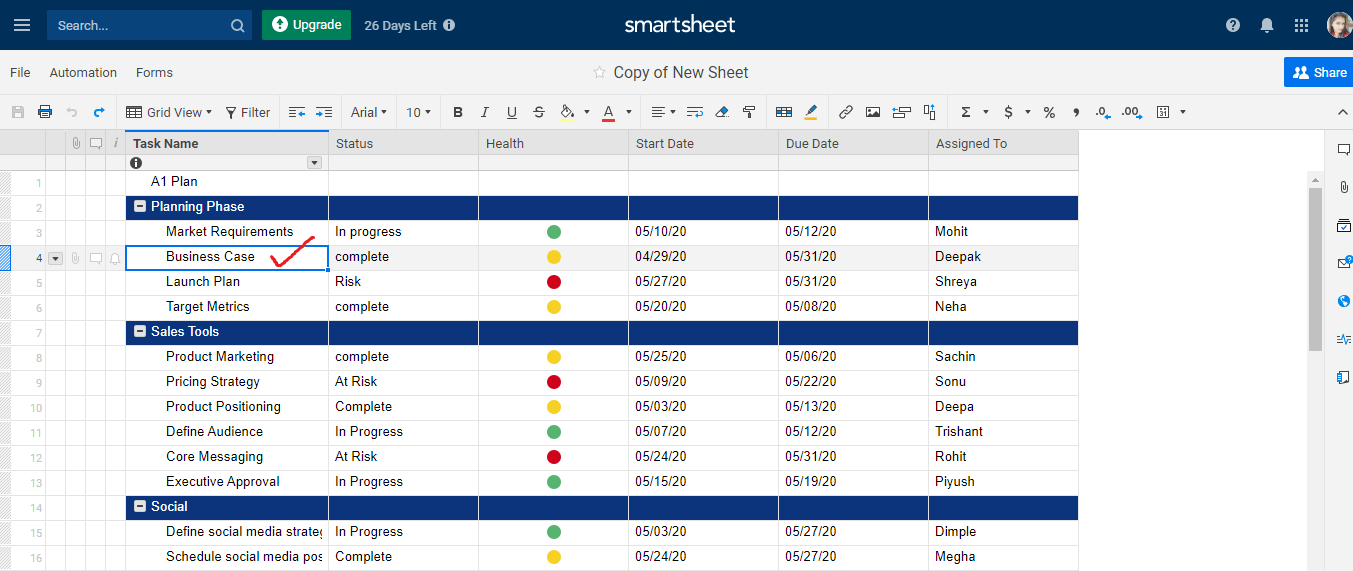 Search... Upgrade 26 Days Left smartsheet
File Automation Forms Copy of New Sheet Share
Grid View Filter Arial 10 B I U S A Σ $ % , .0 .00
Task Name Status Health Start Date Due Date Assigned To
1 A1 Plan
2 Planning Phase
3 Market Requirements In progress 05/10/20 05/12/20 Mohit
4 Business Case complete 04/29/20 05/31/20 Deepak
5 Launch Plan Risk 05/27/20 05/31/20 Shreya
6 Target Metrics complete 05/20/20 05/08/20 Neha
7 Sales Tools
8 Product Marketing complete 05/25/20 05/06/20 Sachin
9 Pricing Strategy At Risk 05/09/20 05/22/20 Sonu
10 Product Positioning Complete 05/03/20 05/13/20 Deepa
11 Define Audience In Progress 05/07/20 05/12/20 Trishant
12 Core Messaging At Risk 05/24/20 05/31/20 Rohit
13 Executive Approval In Progress 05/15/20 05/19/20 Piyush
14 Social
15 Define social media strateg In Progress 05/03/20 05/27/20 Dimple
16 Schedule social media pos Complete 05/24/20 05/27/20 Megha